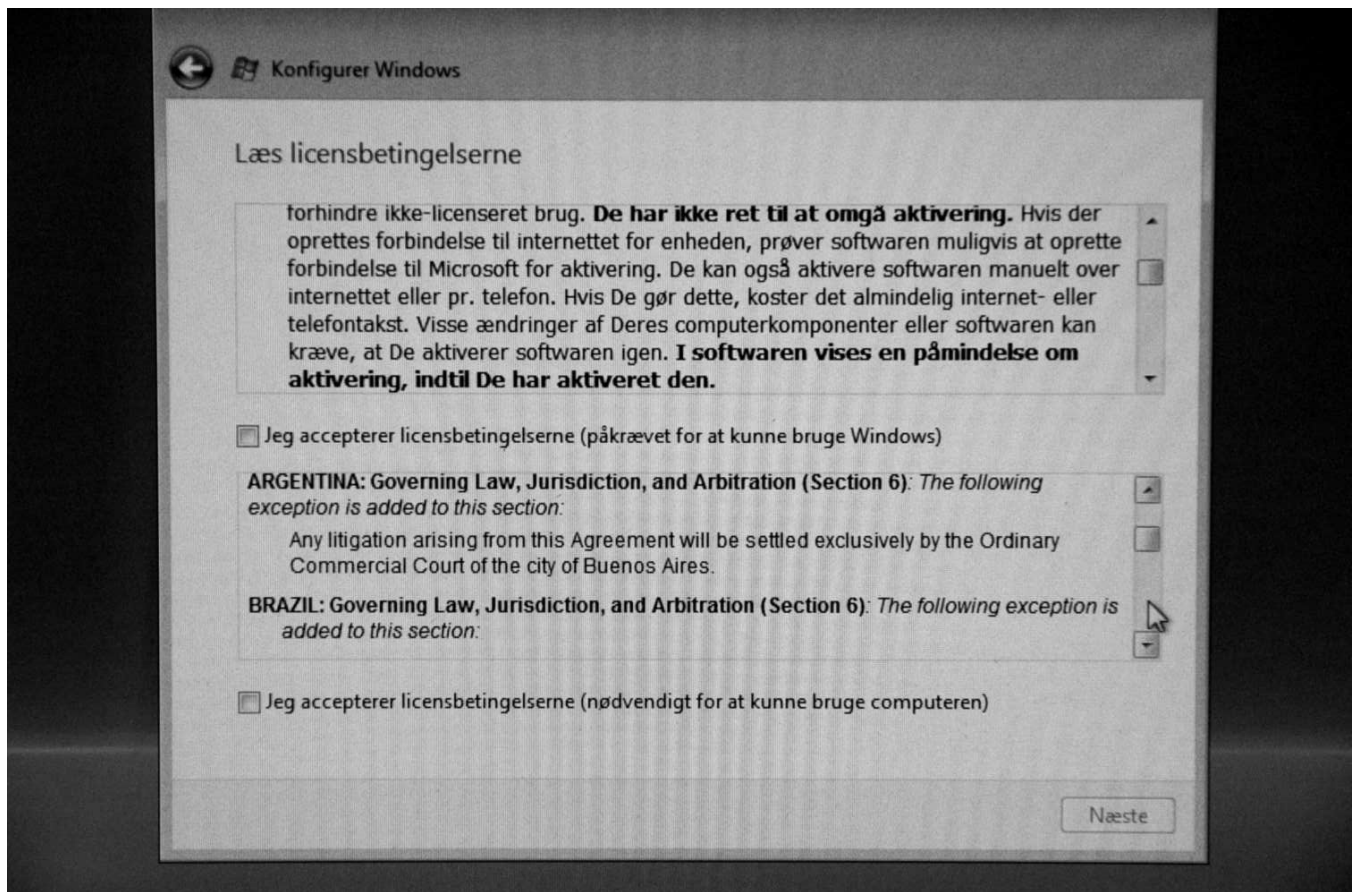 Konfigurer Windows
Læs licensbetingelserne
forhindre ikke-licenseret brug. De har ikke ret til at omgå aktivering. Hvis der
oprettes forbindelse til internettet for enheden, prøver softwaren muligvis at oprette
forbindelse til Microsoft for aktivering. De kan også aktivere softwaren manuelt over
internettet eller pr. telefon. Hvis De gør dette, koster det almindelig internet- eller
telefontakst. Visse ændringer af Deres computerkomponenter eller softwaren kan
kræve, at De aktiverer softwaren igen. I softwaren vises en påmindelse om
aktivering, indtil De har aktiveret den.
Jeg accepterer licensbetingelserne (påkrævet for at kunne bruge Windows)
ARGENTINA: Governing Law, Jurisdiction, and Arbitration (Section 6): The following
exception is added to this section:
Any litigation arising from this Agreement will be settled exclusively by the Ordinary
Commercial Court of the city of Buenos Aires.
BRAZIL: Governing Law, Jurisdiction, and Arbitration (Section 6): The following exception is
added to this section:
Jeg accepterer licensbetingelserne (nødvendigt for at kunne bruge computeren)
Næste